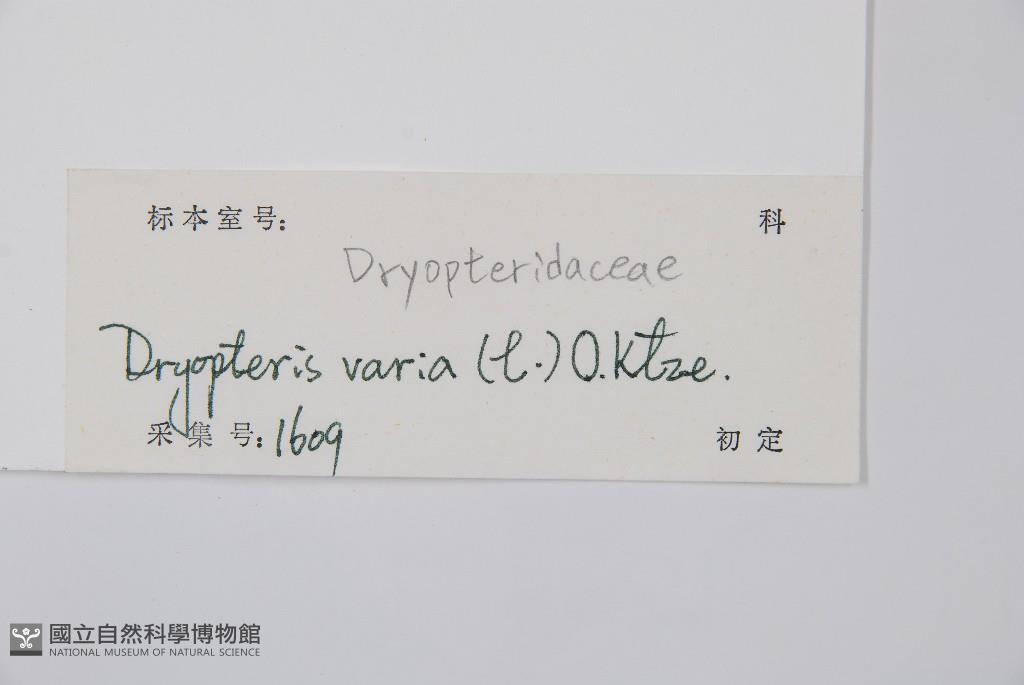 标本室号: 科
Dryopteridaceae
Dryopteris varia (L.) O.Ktze.
采集号: 1609 初定
國立自然科學博物館
NATIONAL MUSEUM OF NATURAL SCIENCE